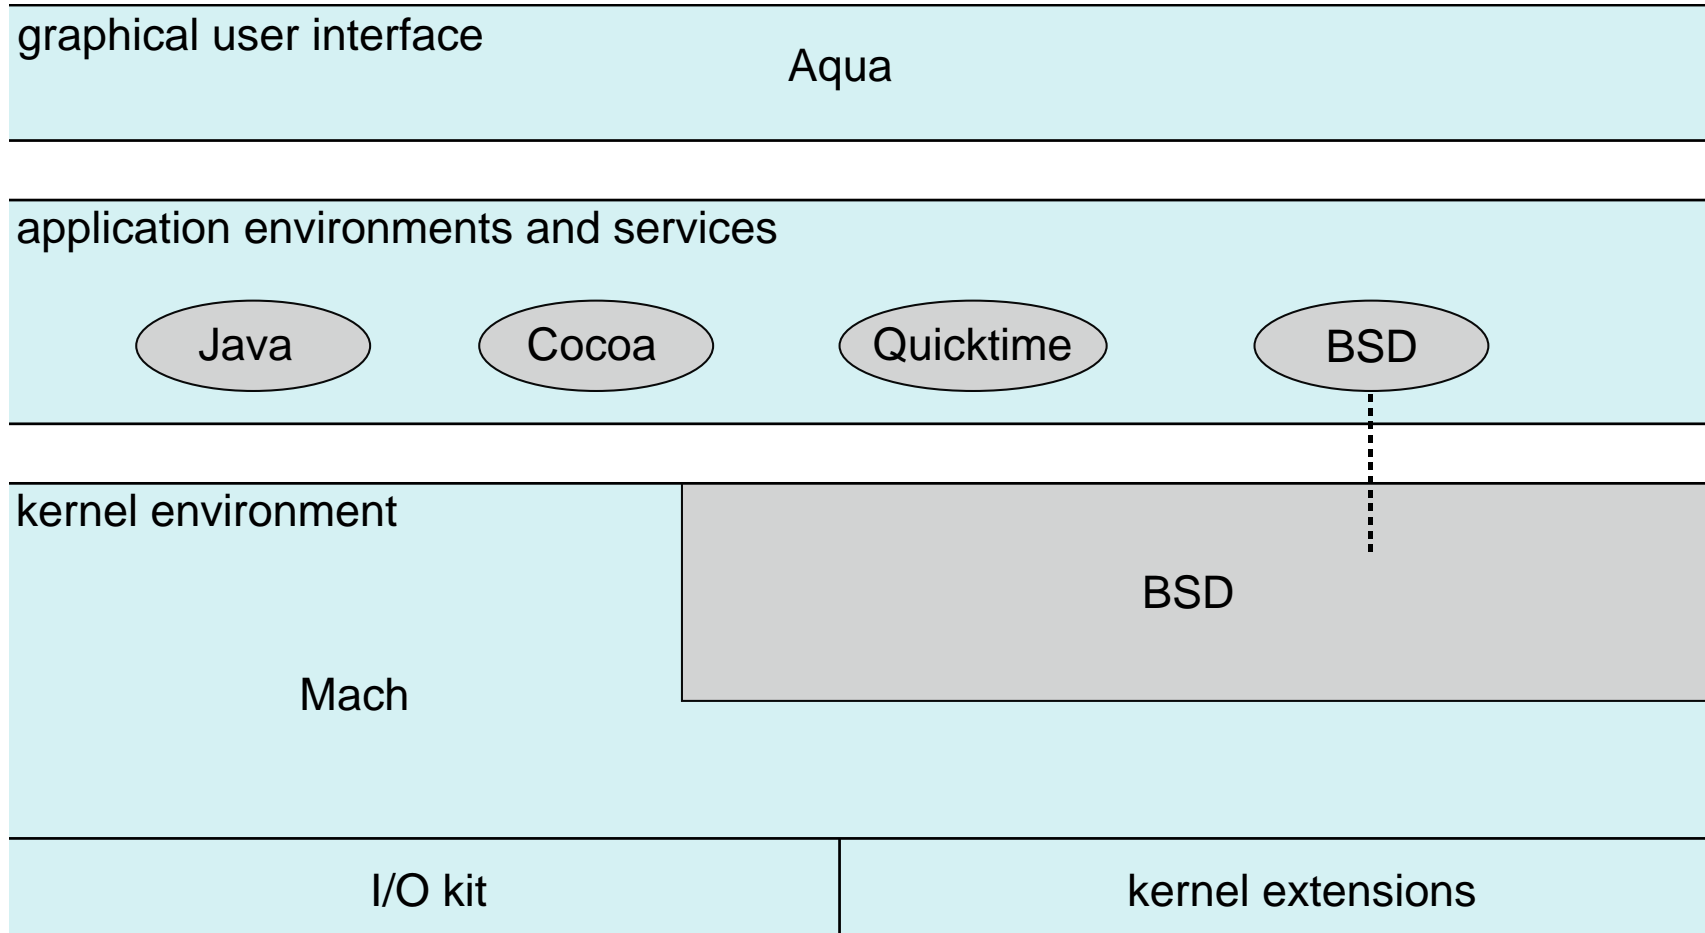 graphical user interface
Aqua
application environments and services
Java
Cocoa
Quicktime
BSD
kernel environment
BSD
Mach
I/O kit
kernel extensions